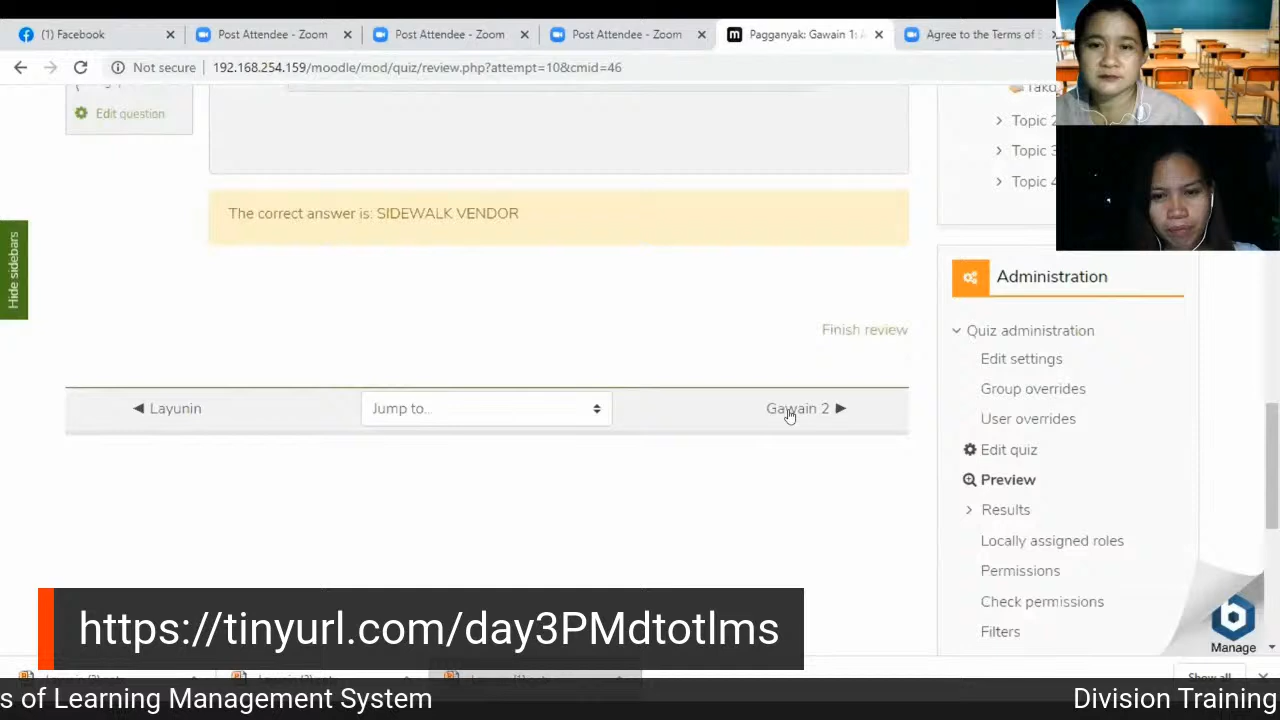 (1) Facebook
Post Attendee - Zoom
Post Attendee - Zoom
Post Attendee - Zoom
Pagganyak: Gawain 1:
Agree to the Terms of
Not secure
192.168.254.159/moodle/mod/quiz/review.php?attempt=10&cmid=46
Edit question
Topic 2
Topic 3
Topic 4
The correct answer is: SIDEWALK VENDOR
Hide sidebars
Administration
Finish review
Quiz administration
Edit settings
Group overrides
User overrides
Edit quiz
Preview
Results
Locally assigned roles
Permissions
Check permissions
Filters
◄ Layunin
Jump to...
Gawain 2 ►
Manage
https://tinyurl.com/day3PMdtotlms
Show all
s of Learning Management System
Division Training